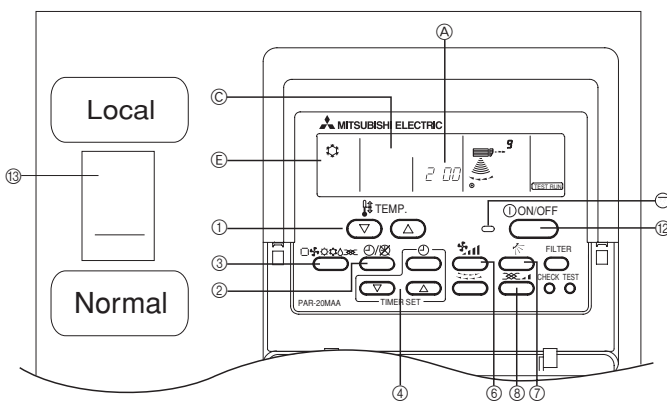 Ⓐ
Local
Ⓒ
MITSUBISHI ELECTRIC
Ⓔ
9
2 00
TEST RUN
⑬
TEMP.
ON/OFF
①
⑫
FILTER
③
CHECK TEST
②
Normal
PAR-20MAA
TIMER SET
④
⑥
⑧
⑦